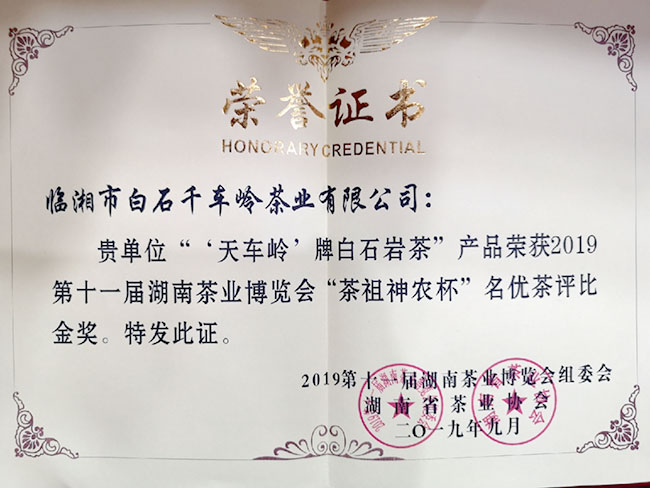 荣誉证书
HONORARY CREDENTIAL
临湘市白石千车岭茶业有限公司：
贵单位“‘天车岭’牌白石岩茶”产品荣获2019
第十一届湖南茶业博览会“茶祖神农杯”名优茶评比
金奖。特发此证。
2019第十一届湖南茶业博览会组委会
湖南省茶业协会
二〇一九年九月